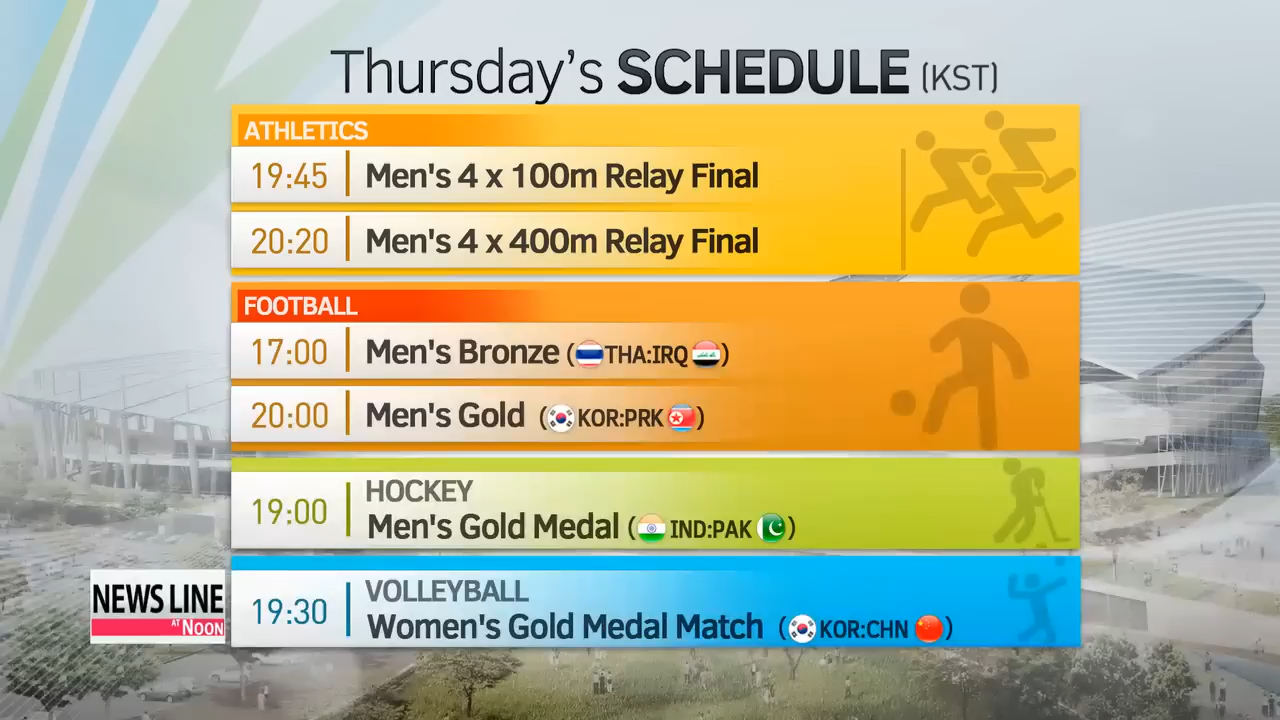 Thursday's SCHEDULE (KST)
ATHLETICS
19:45 Men's 4 x 100m Relay Final
20:20 Men's 4 x 400m Relay Final
FOOTBALL
17:00 Men's Bronze (THA:IRQ)
20:00 Men's Gold (KOR:PRK)
HOCKEY
19:00 Men's Gold Medal (IND:PAK)
VOLLEYBALL
19:30 Women's Gold Medal Match (KOR:CHN)
NEWS LINE
AT NOON